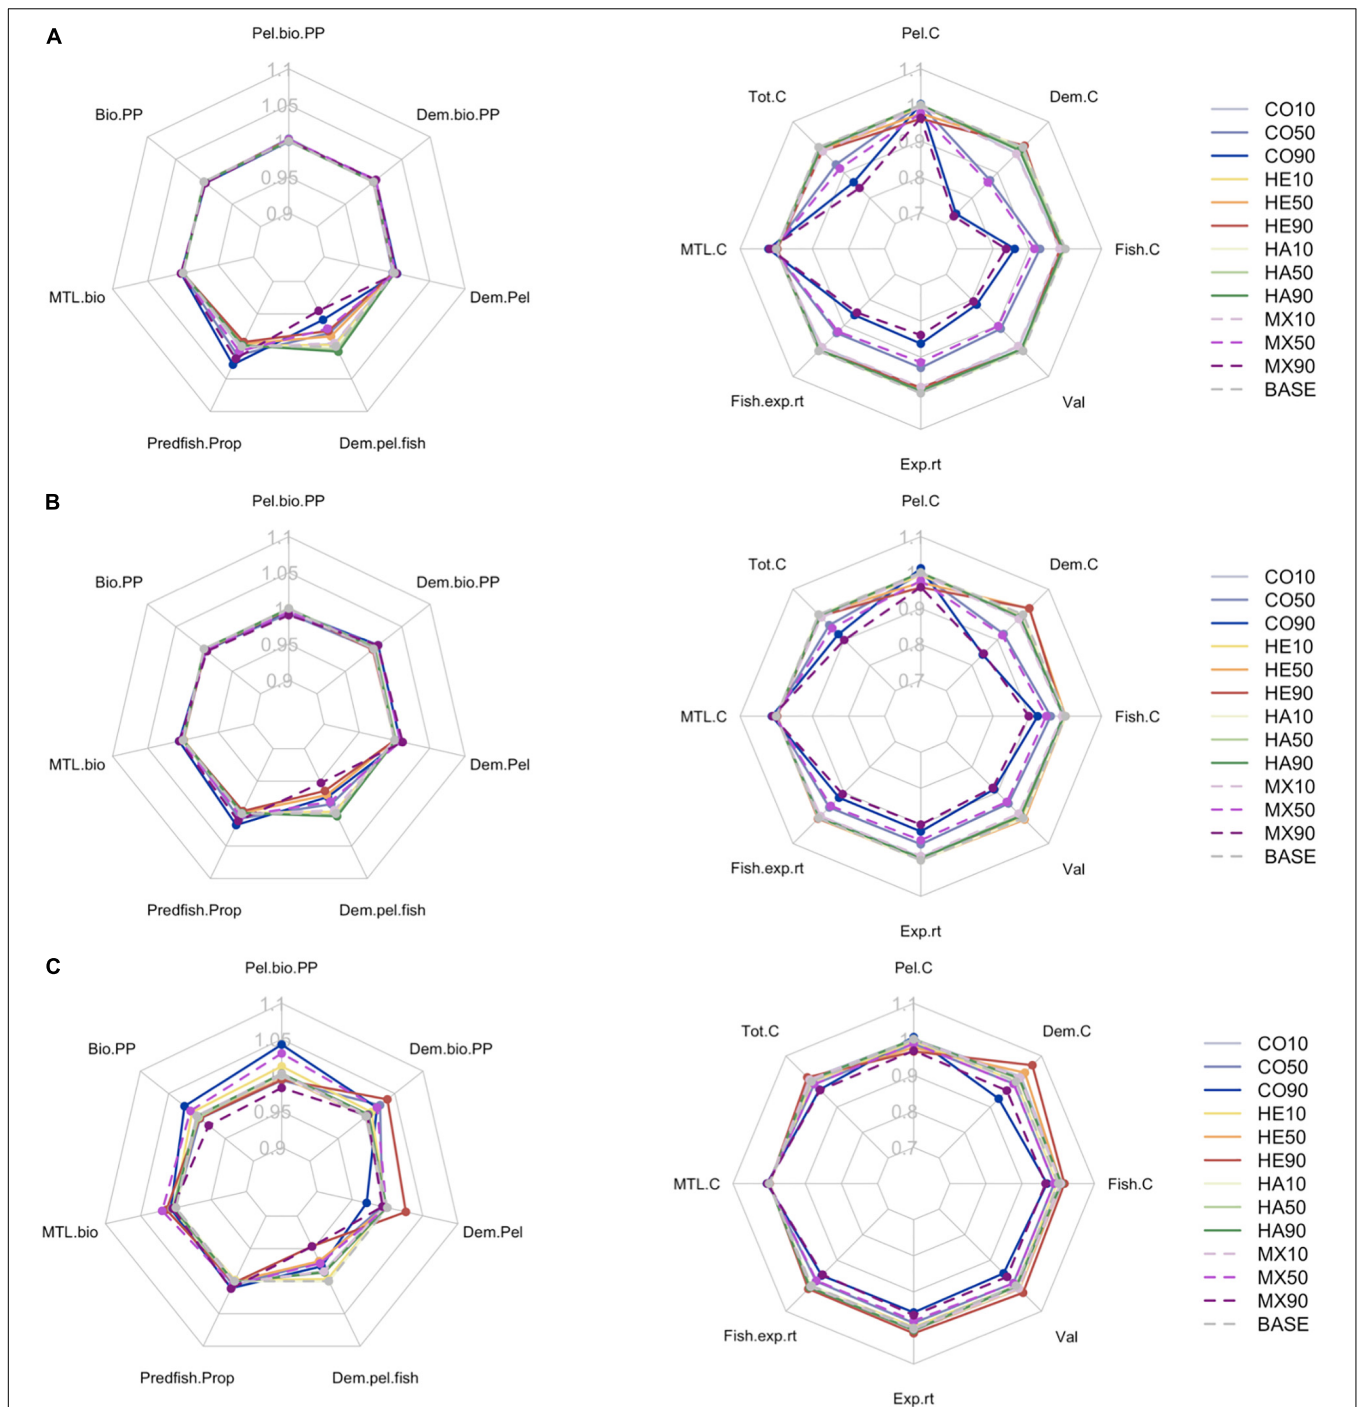 A
Pel.bio.PP
Pel.C
1.1
1.1
Bio.PP
Dem.bio.PP
Tot.C
Dem.C
1.05
1
0.95
0.9
0.9
0.8
0.7
MTL.bio
Dem.Pel
MTL.C
Fish.C
Predfish.Prop
Dem.pel.fish
Fish.exp.rt
Val
Exp.rt
CO10
CO50
CO90
HE10
HE50
HE90
HA10
HA50
HA90
MX10
MX50
MX90
BASE
B
Pel.bio.PP
Pel.C
1.1
1.1
Bio.PP
Dem.bio.PP
Tot.C
Dem.C
1.05
1
0.95
0.9
0.9
0.8
0.7
MTL.bio
Dem.Pel
MTL.C
Fish.C
Predfish.Prop
Dem.pel.fish
Fish.exp.rt
Val
Exp.rt
CO10
CO50
CO90
HE10
HE50
HE90
HA10
HA50
HA90
MX10
MX50
MX90
BASE
C
Pel.bio.PP
Pel.C
1.1
1.1
Bio.PP
Dem.bio.PP
Tot.C
Dem.C
1.05
1
0.95
0.9
0.9
0.8
0.7
MTL.bio
Dem.Pel
MTL.C
Fish.C
Predfish.Prop
Dem.pel.fish
Fish.exp.rt
Val
Exp.rt
CO10
CO50
CO90
HE10
HE50
HE90
HA10
HA50
HA90
MX10
MX50
MX90
BASE